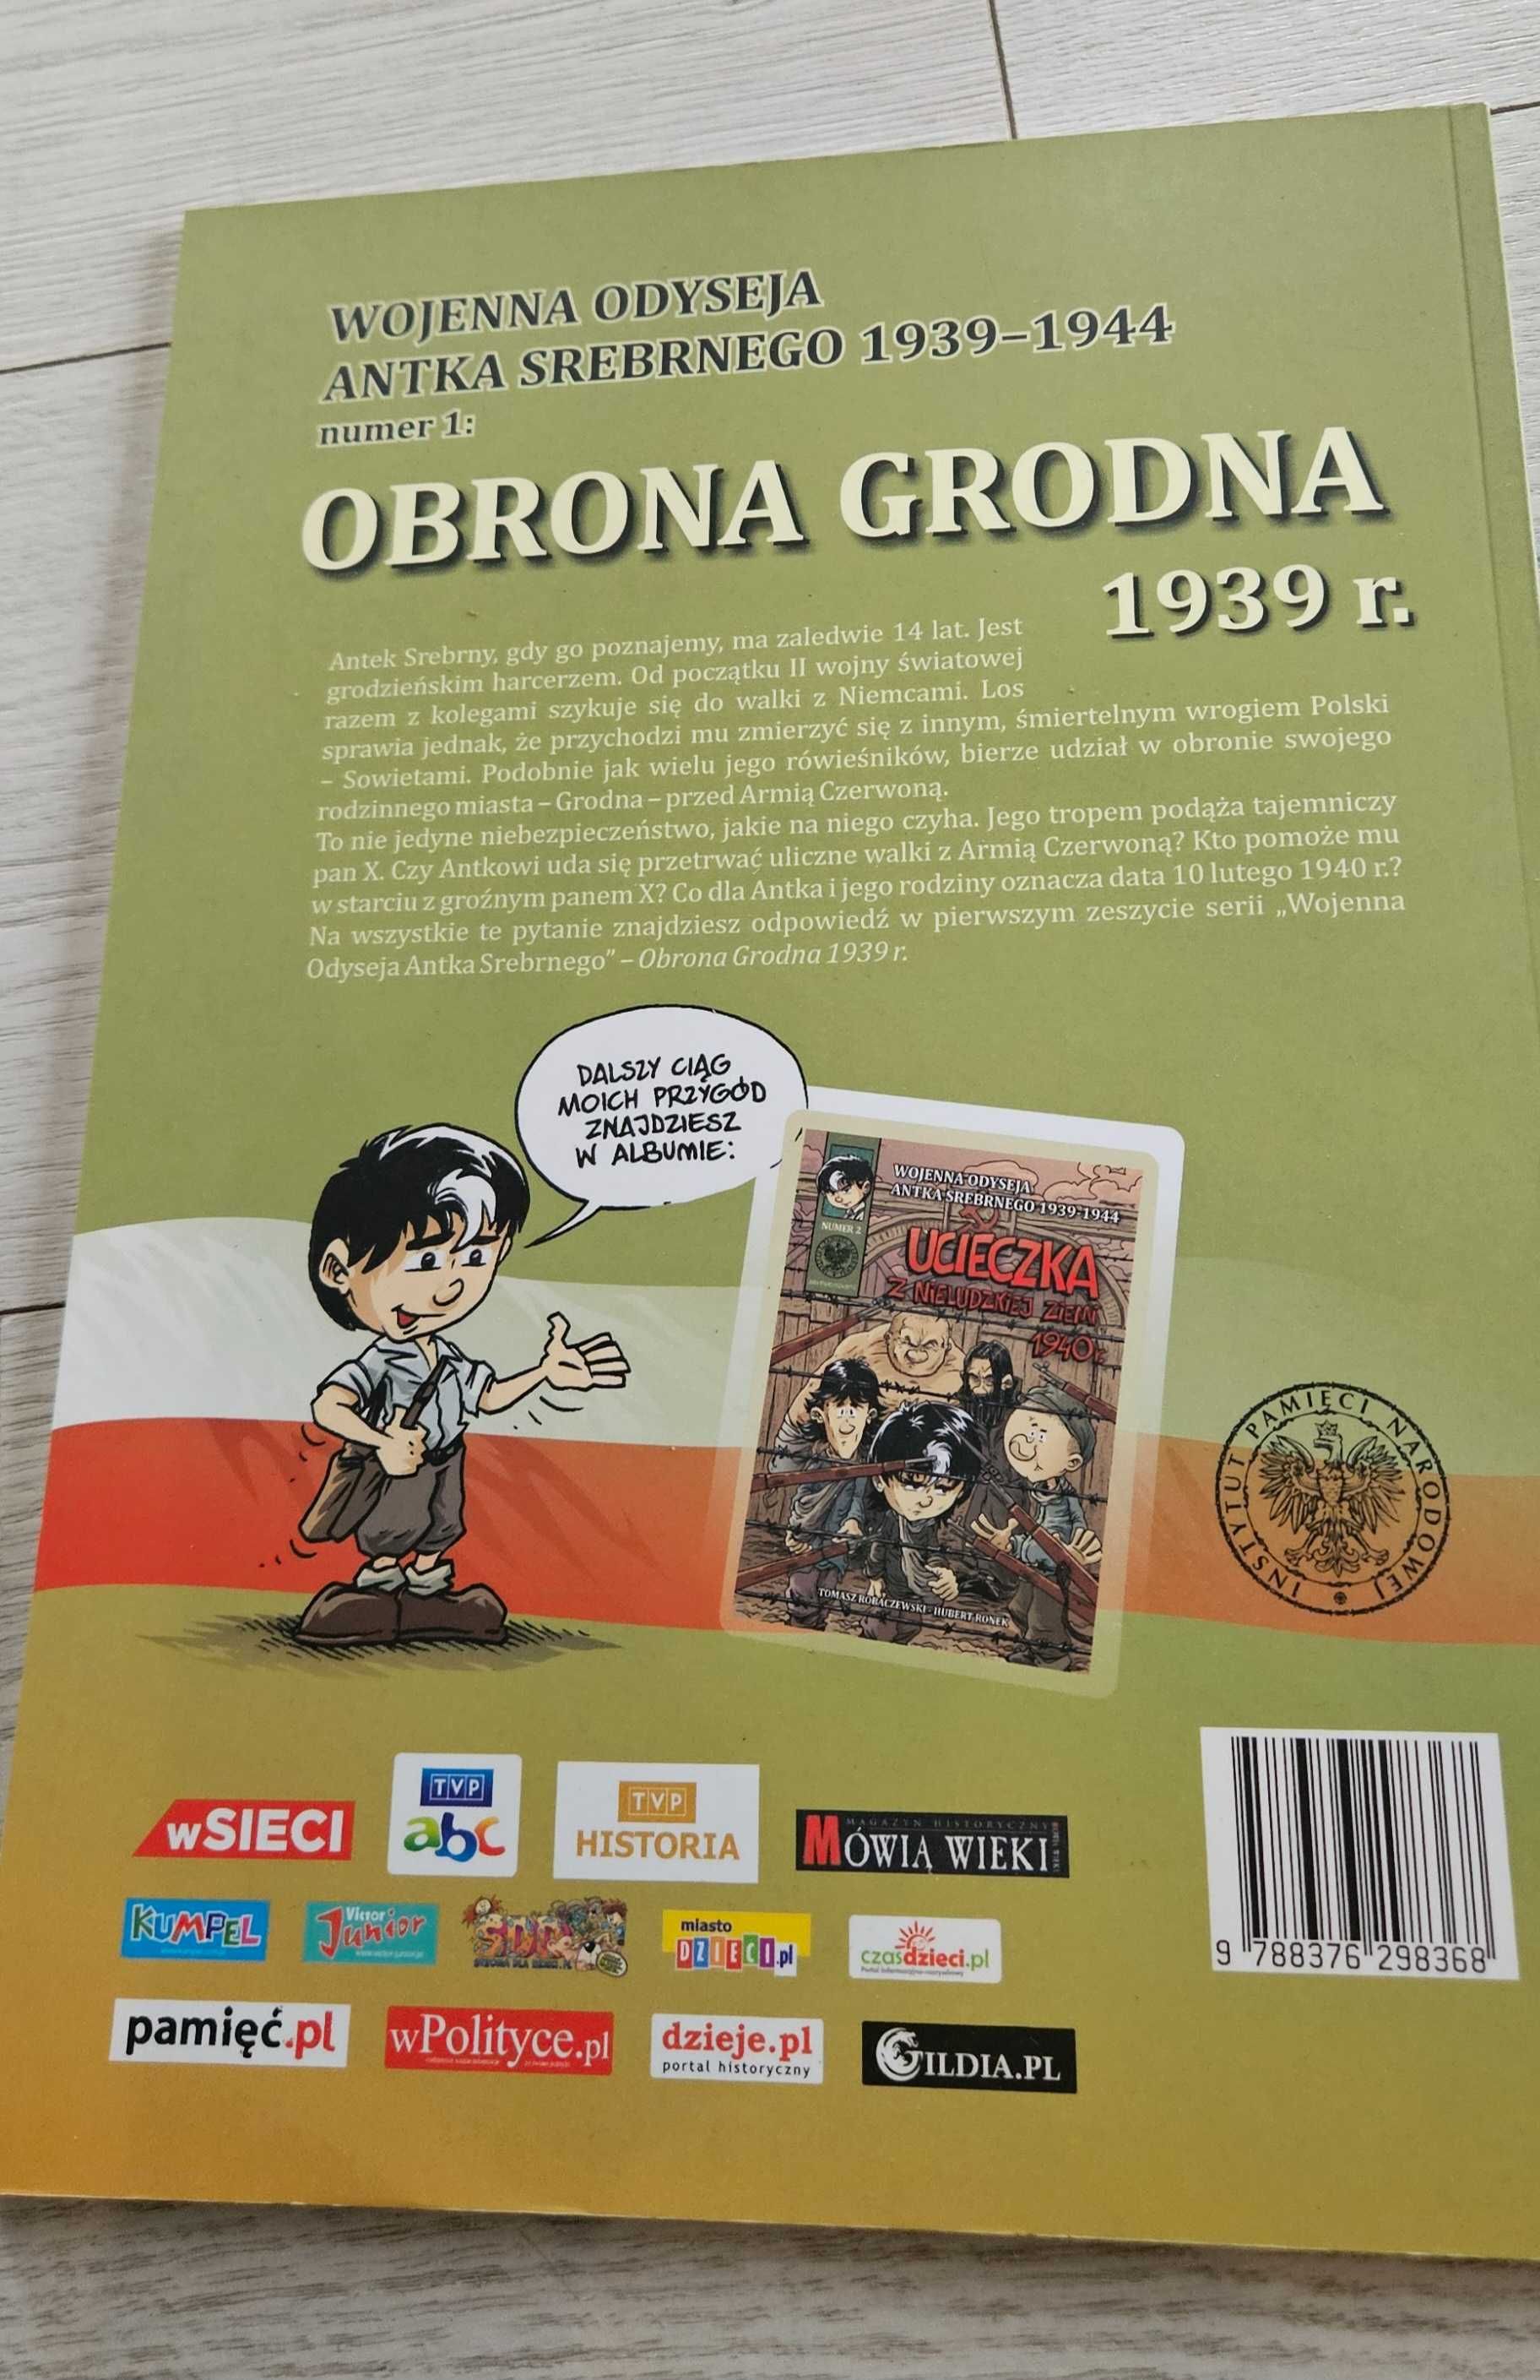 WOJENNA ODYSEJA
ANTKA SREBRNEGO 1939–1944
numer 1:
OBRONA GRODNA
1939 r.
Antek Srebrny, gdy go poznajemy, ma zaledwie 14 lat. Jest
grodzieńskim harcerzem. Od początku II wojny światowej
razem z kolegami szykuje się do walki z Niemcami. Los
sprawia jednak, że przychodzi mu zmierzyć się z innym, śmiertelnym wrogiem Polski
– Sowietami. Podobnie jak wielu jego rówieśników, bierze udział w obronie swojego
rodzinnego miasta – Grodna – przed Armią Czerwoną.
To nie jedyne niebezpieczeństwo, jakie na niego czyha. Jego tropem podąża tajemniczy
pan X. Czy Antkowi uda się przetrwać uliczne walki z Armią Czerwoną? Kto pomoże mu
w starciu z groźnym panem X? Co dla Antka i jego rodziny oznacza data 10 lutego 1940 r.?
Na wszystkie te pytanie znajdziesz odpowiedź w pierwszym zeszycie serii „Wojenna
Odyseja Antka Srebrnego” – Obrona Grodna 1939 r.
DALSZY CIĄG
MOICH PRZYGÓD
ZNAJDZIESZ
W ALBUMIE:
WOJENNA ODYSEJA
ANTKA SREBRNEGO 1939-1944
NUMER 2
UCIECZKA
Z NIELUDZKIEJ ZIEMI
1940 r.
TOMASZ ROBACZEWSKI - HUBERT RONEK
INSTYTUT PAMIĘCI NARODOWEJ
wSIECI
TVP
abc
TVP
HISTORIA
MAGAZYN HISTORYCZNY
MÓWIĄ WIEKI
KUMPEL
Victor
Junior
SDD
STRONA DLA DZIECI.PL
miasto
DZIECI.pl
czasdzieci.pl
pamięć.pl
wPolityce.pl
dzieje.pl
portal historyczny
GILDIA.PL
9 788376 298368